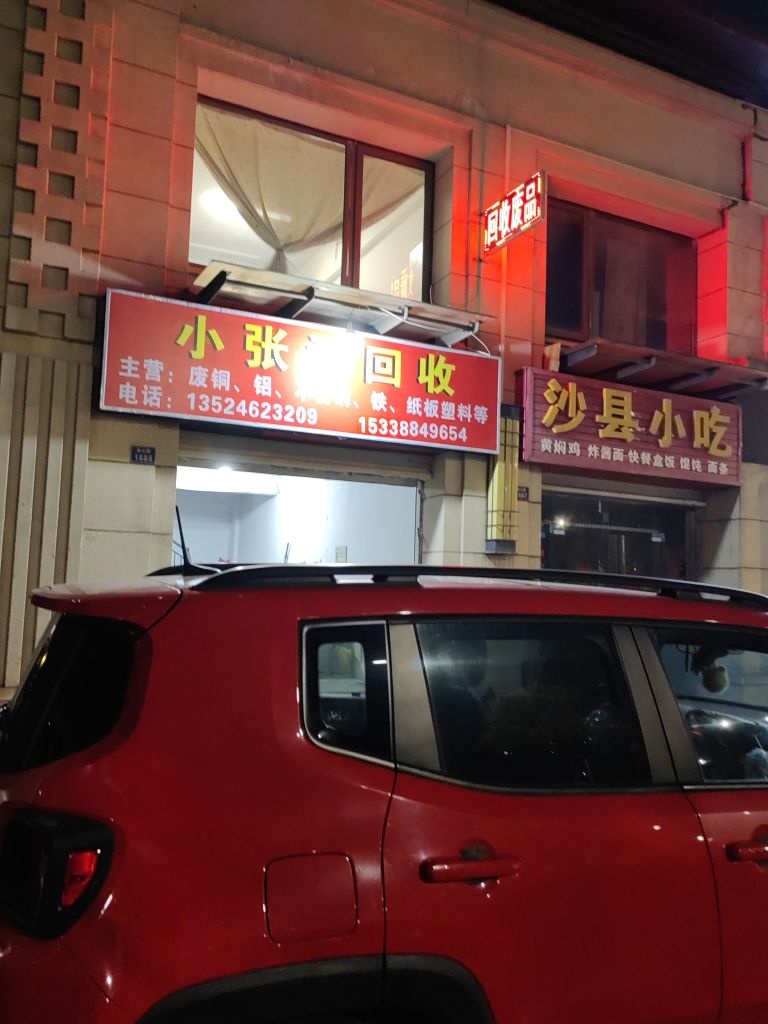 回收废品
小张 回收
主营：废铜、铝、 、铁、纸板塑料等
电话：13524623209 15338849654
沙县小吃
黄焖鸡 炸酱面·快餐盒饭 馄饨 面条
1685